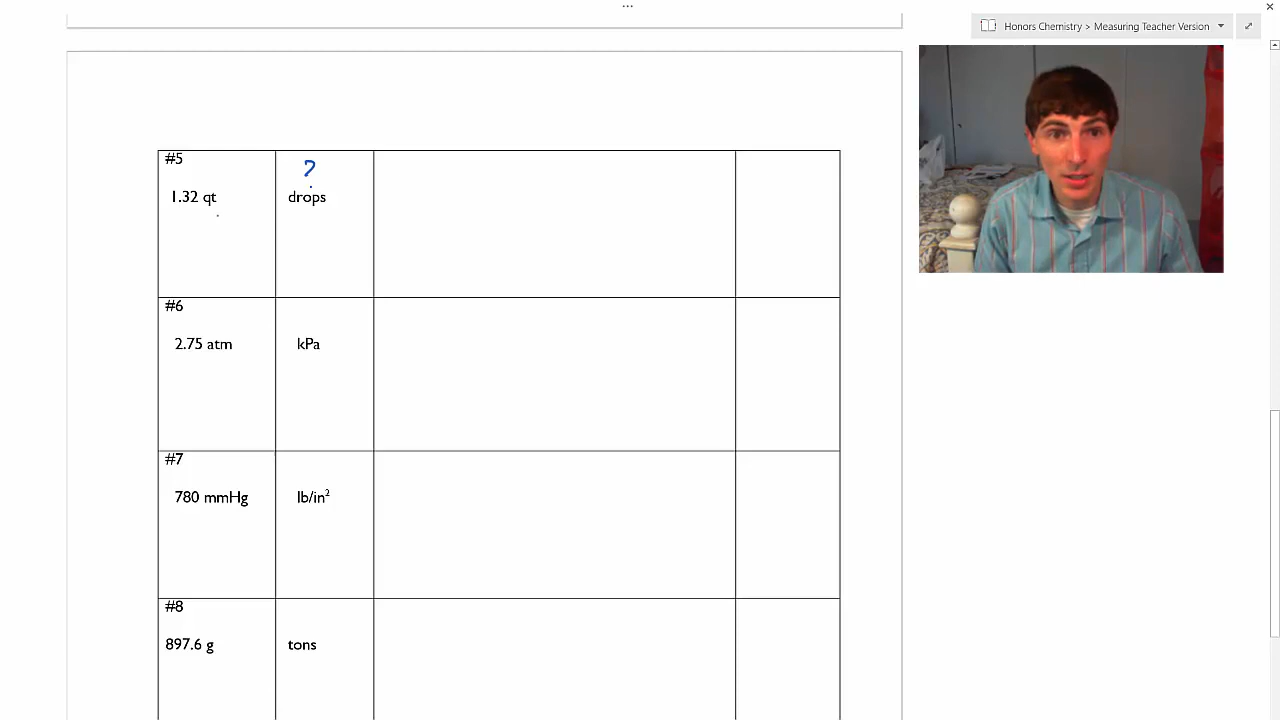 Honors Chemistry > Measuring Teacher Version
#5
?
1.32 qt
drops
#6
2.75 atm
kPa
#7
780 mmHg
lb/in²
#8
897.6 g
tons